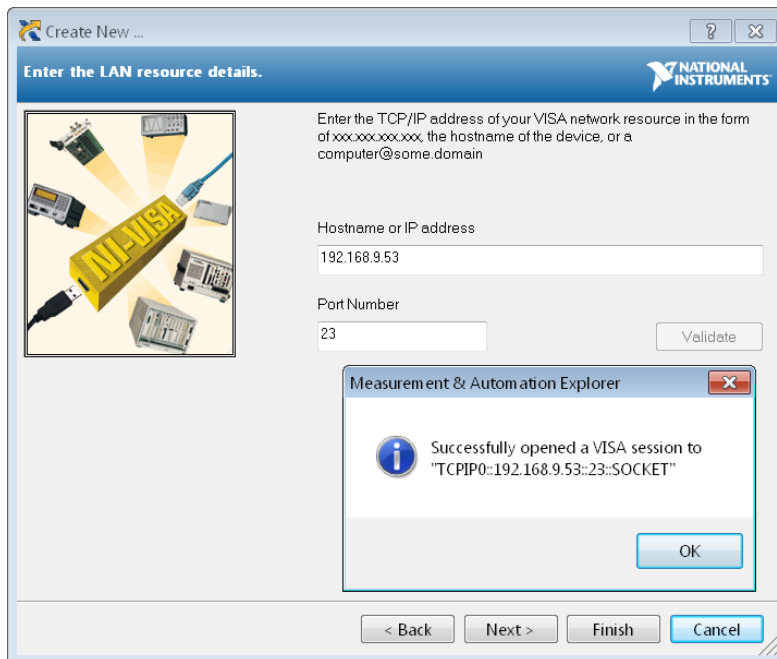 Create New ...
Enter the LAN resource details.
NATIONAL
INSTRUMENTS
Enter the TCP/IP address of your VISA network resource in the form
of xxx.xxx.xxx.xxx, the hostname of the device, or a
computer@some.domain
NI-VISA
Hostname or IP address
192.168.9.53
Port Number
23
Validate
Measurement & Automation Explorer
Successfully opened a VISA session to
"TCPIP0::192.168.9.53::23::SOCKET"
OK
< Back
Next >
Finish
Cancel